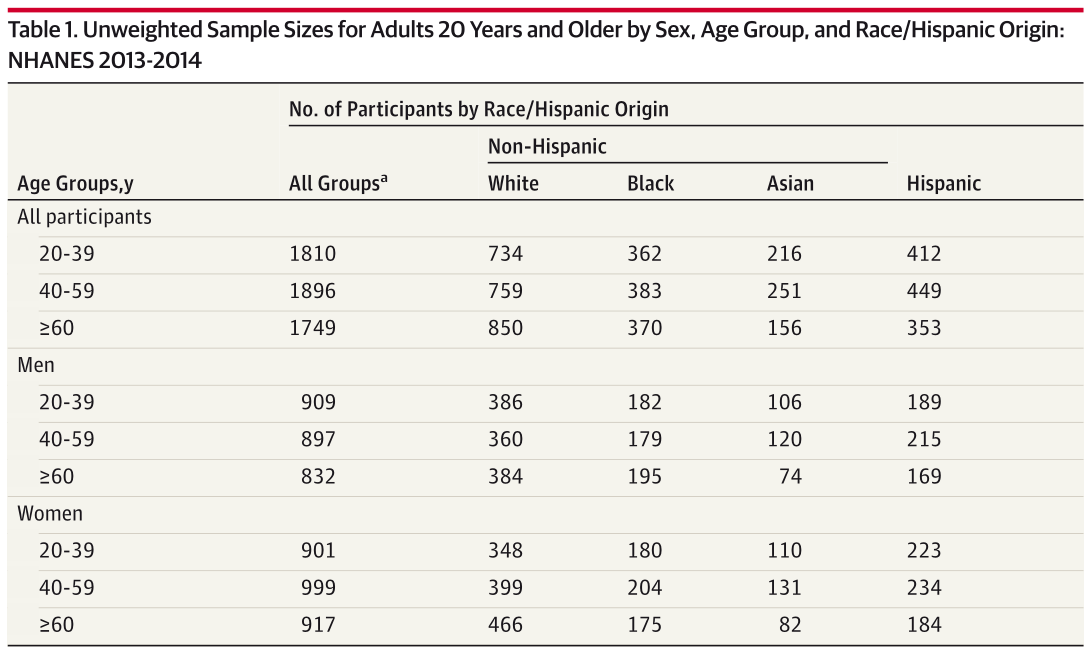 Table 1. Unweighted Sample Sizes for Adults 20 Years and Older by Sex, Age Group, and Race/Hispanic Origin:
NHANES 2013-2014
No. of Participants by Race/Hispanic Origin
Non-Hispanic
Age Groups,y All Groupsa White Black Asian Hispanic
All participants
20-39 1810 734 362 216 412
40-59 1896 759 383 251 449
≥60 1749 850 370 156 353
Men
20-39 909 386 182 106 189
40-59 897 360 179 120 215
≥60 832 384 195 74 169
Women
20-39 901 348 180 110 223
40-59 999 399 204 131 234
≥60 917 466 175 82 184